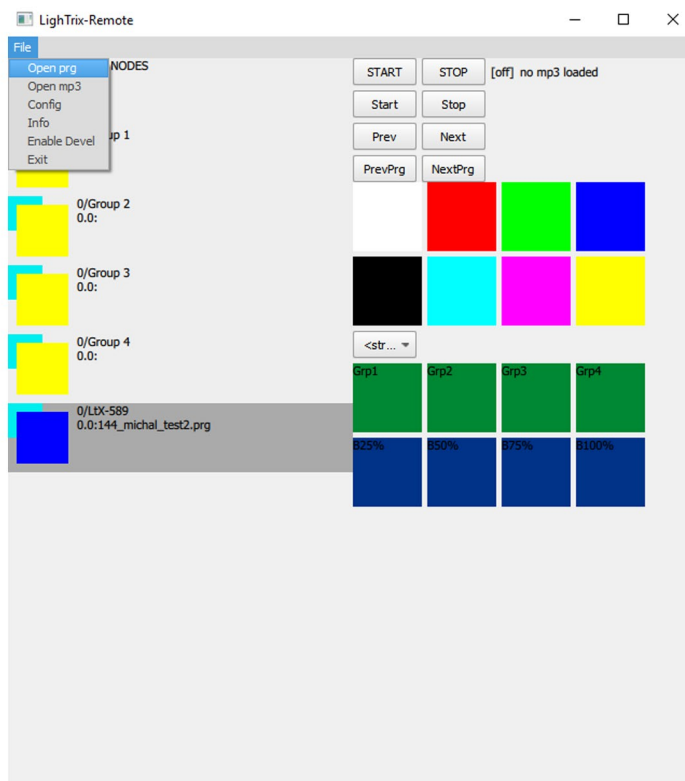 LighTrix-Remote
File
Open prg
Open mp3
Config
Info
Enable Devel
Exit
NODES
0/Group 2
0.0:
0/Group 3
0.0:
0/Group 4
0.0:
0/LtX-589
0.0:144_michal_test2.prg
START STOP [off] no mp3 loaded
Start Stop
Prev Next
PrevPrg NextPrg
<str...
Grp1 Grp2 Grp3 Grp4
B25% B50% B75% B100%